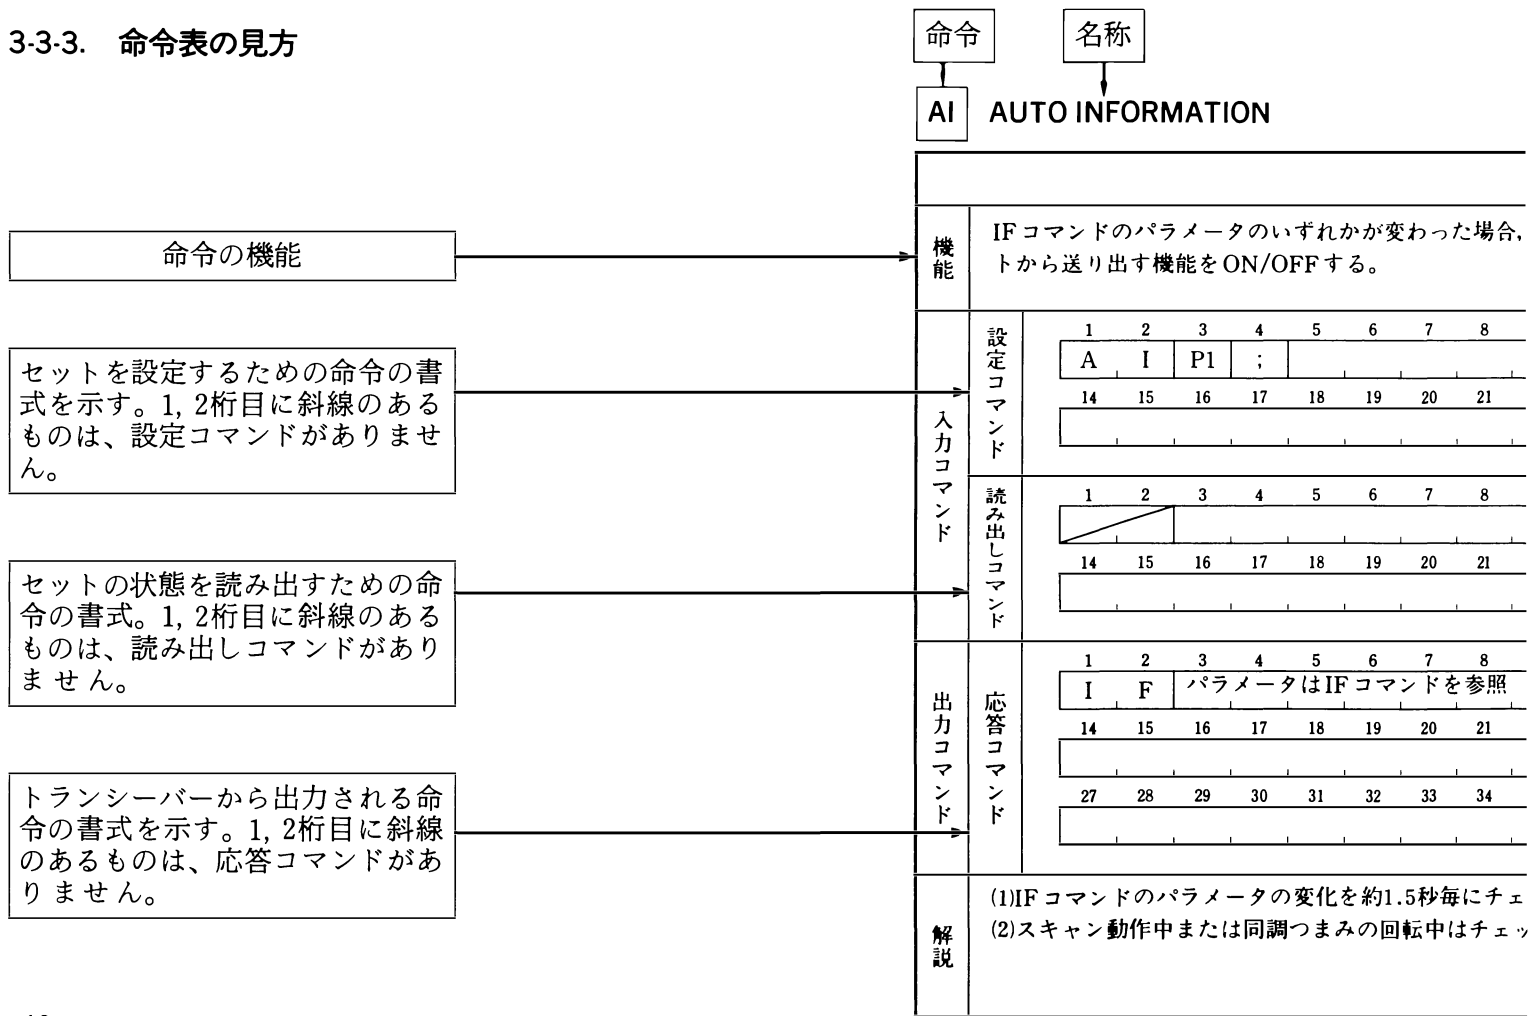 3-3-3. 命令表の見方
命令 名称
AI AUTO INFORMATION
命令の機能
セットを設定するための命令の書
式を示す。1, 2桁目に斜線のある
ものは、設定コマンドがありませ
ん。
セットの状態を読み出すための命
令の書式。1, 2桁目に斜線のある
ものは、読み出しコマンドがあり
ません。
トランシーバーから出力される命
令の書式を示す。1, 2桁目に斜線
のあるものは、応答コマンドがあ
りません。
機能
IFコマンドのパラメータのいずれかが変わった場合,
トから送り出す機能をON/OFFする。
入力コマンド
設定コマンド
1 2 3 4 5 6 7 8
A I P1 ;
14 15 16 17 18 19 20 21
読み出しコマンド
1 2 3 4 5 6 7 8
14 15 16 17 18 19 20 21
出力コマンド
応答コマンド
1 2 3 4 5 6 7 8
I F パラメータはIFコマンドを参照
14 15 16 17 18 19 20 21
27 28 29 30 31 32 33 34
解説
(1)IFコマンドのパラメータの変化を約1.5秒毎にチェ
(2)スキャン動作中または同調つまみの回転中はチェッ